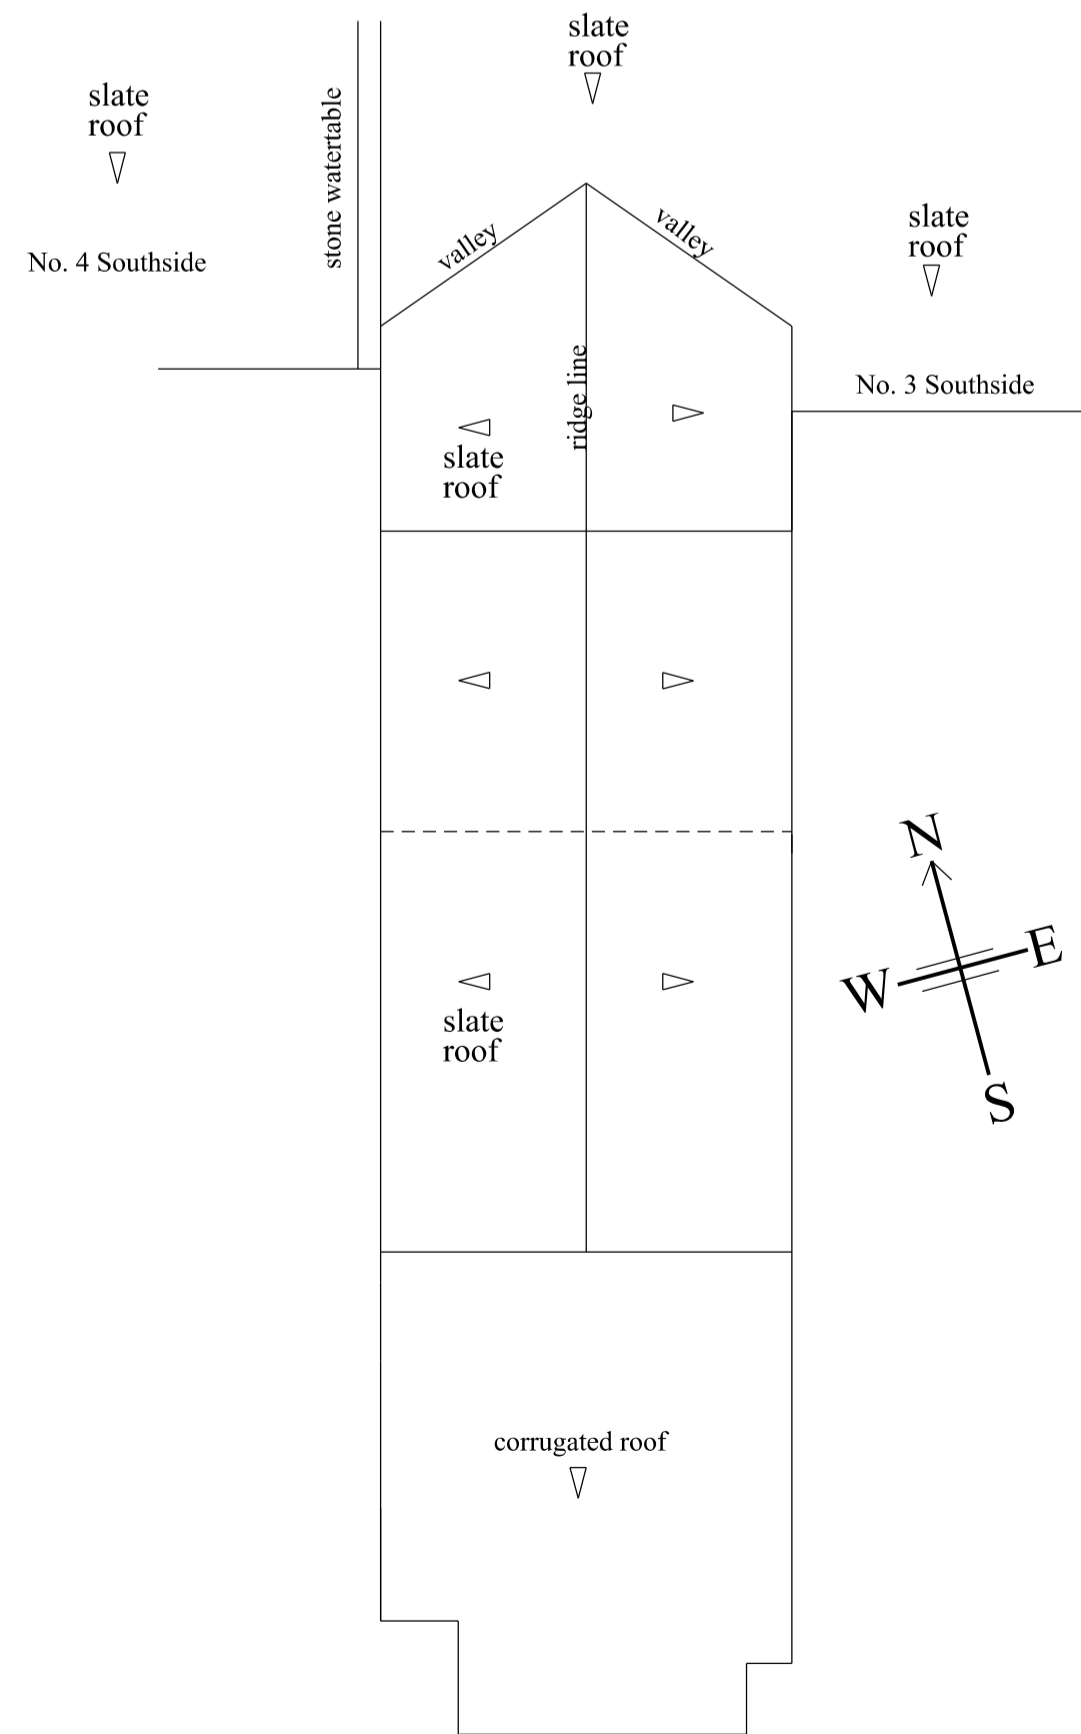 slate
roof
slate
roof
stone watertable
valley
valley
slate
roof
No. 4 Southside
ridge line
No. 3 Southside
slate
roof
N
E
W
S
slate
roof
corrugated roof